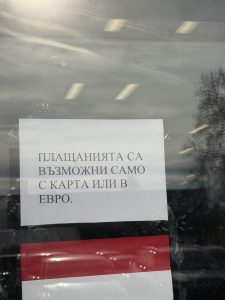 ПЛАЩАНИЯТА СА
ВЪЗМОЖНИ САМО
С КАРТА ИЛИ В
ЕВРО.